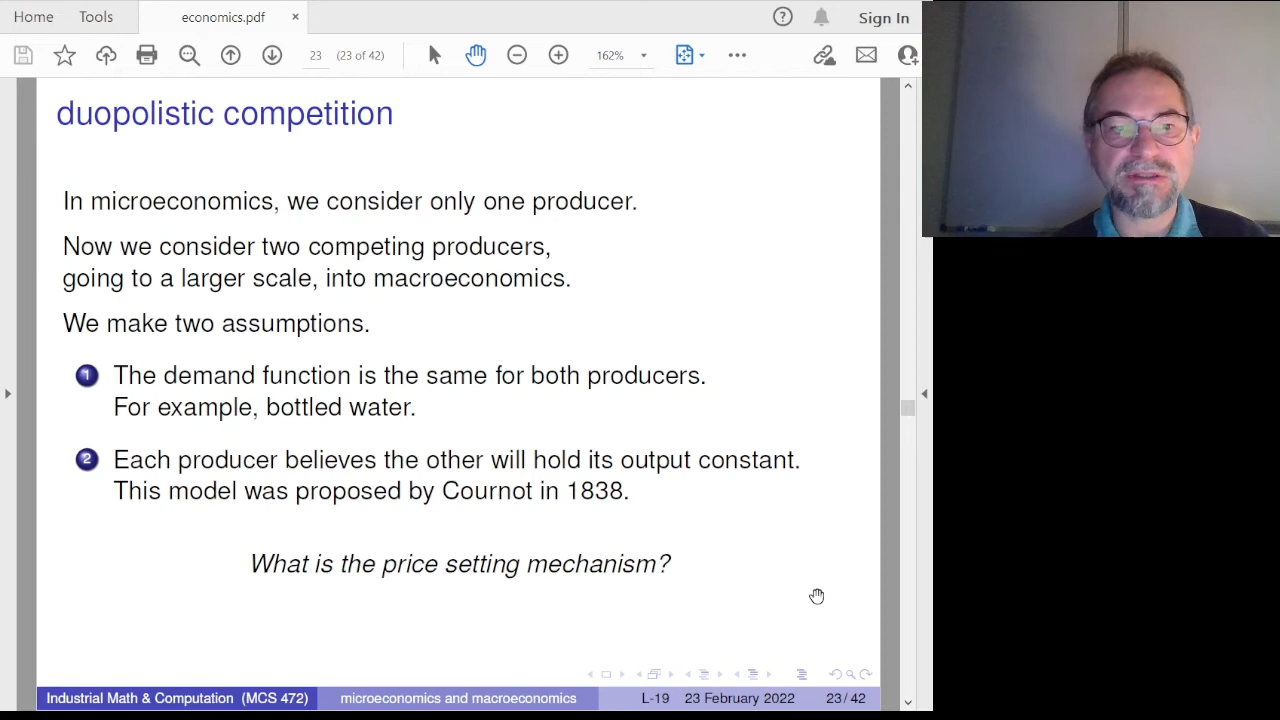 Home Tools economics.pdf × Sign In
23 (23 of 42) 162%
duopolistic competition
In microeconomics, we consider only one producer.
Now we consider two competing producers,
going to a larger scale, into macroeconomics.
We make two assumptions.
1 The demand function is the same for both producers.
For example, bottled water.
2 Each producer believes the other will hold its output constant.
This model was proposed by Cournot in 1838.
What is the price setting mechanism?
Industrial Math & Computation (MCS 472) microeconomics and macroeconomics L-19 23 February 2022 23 / 42